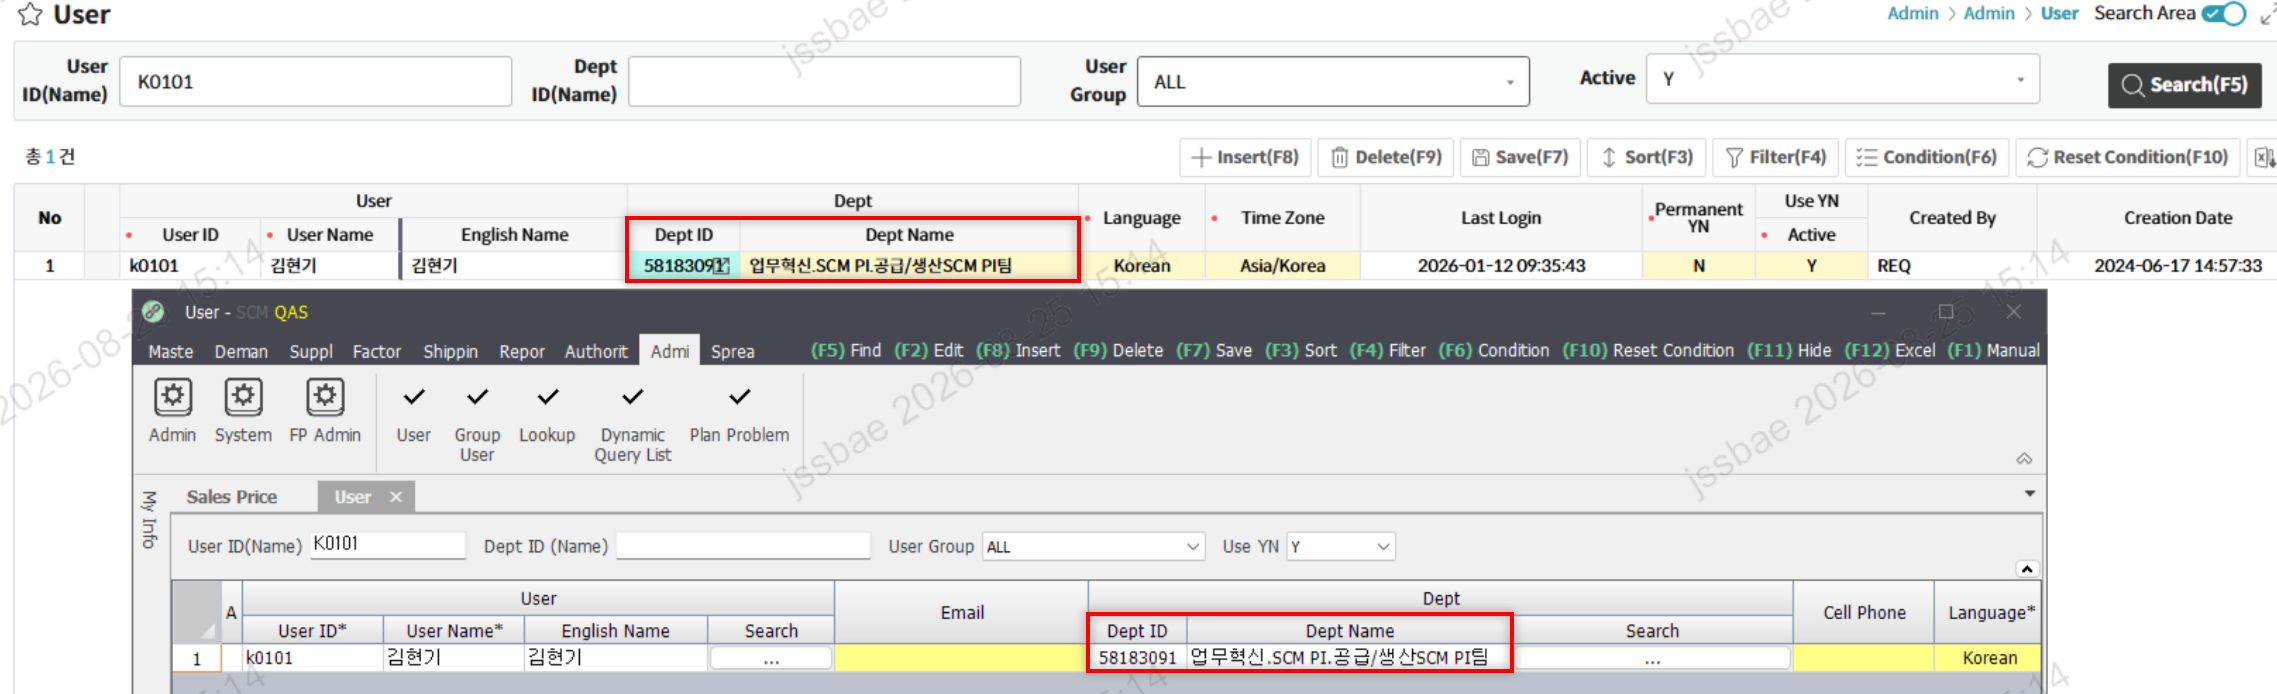 User
Admin > Admin > User Search Area
User ID(Name) K0101 Dept ID(Name) User Group ALL Active Y Search(F5)
총 1 건
Insert(F8) Delete(F9) Save(F7) Sort(F3) Filter(F4) Condition(F6) Reset Condition(F10)
No User Dept Language Time Zone Last Login Permanent YN Use YN Created By Creation Date
User ID User Name English Name Dept ID Dept Name Active
1 k0101 김현기 김현기 58183091 업무혁신.SCM PI.공급/생산SCM PI팀 Korean Asia/Korea 2026-01-12 09:35:43 N Y REQ 2024-06-17 14:57:33
User - SCM QAS
Maste Deman Suppl Factor Shippin Repor Authorit Admi Sprea (F5) Find (F2) Edit (F8) Insert (F9) Delete (F7) Save (F3) Sort (F4) Filter (F6) Condition (F10) Reset Condition (F11) Hide (F12) Excel (F1) Manual
Admin System FP Admin User Group User Lookup Dynamic Query List Plan Problem
My Info
Sales Price User
User ID(Name) K0101 Dept ID (Name) User Group ALL Use YN Y
A User Email Dept Cell Phone Language*
User ID* User Name* English Name Search Dept ID Dept Name Search
1 k0101 김현기 김현기 ... 58183091 업무혁신.SCM PI.공급/생산SCM PI팀 ... Korean
jssbae 2026-08-25 15:14